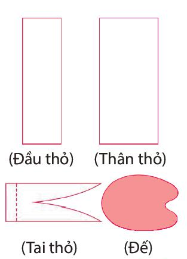 (Đầu thỏ) (Thân thỏ)
(Tai thỏ) (Đế)